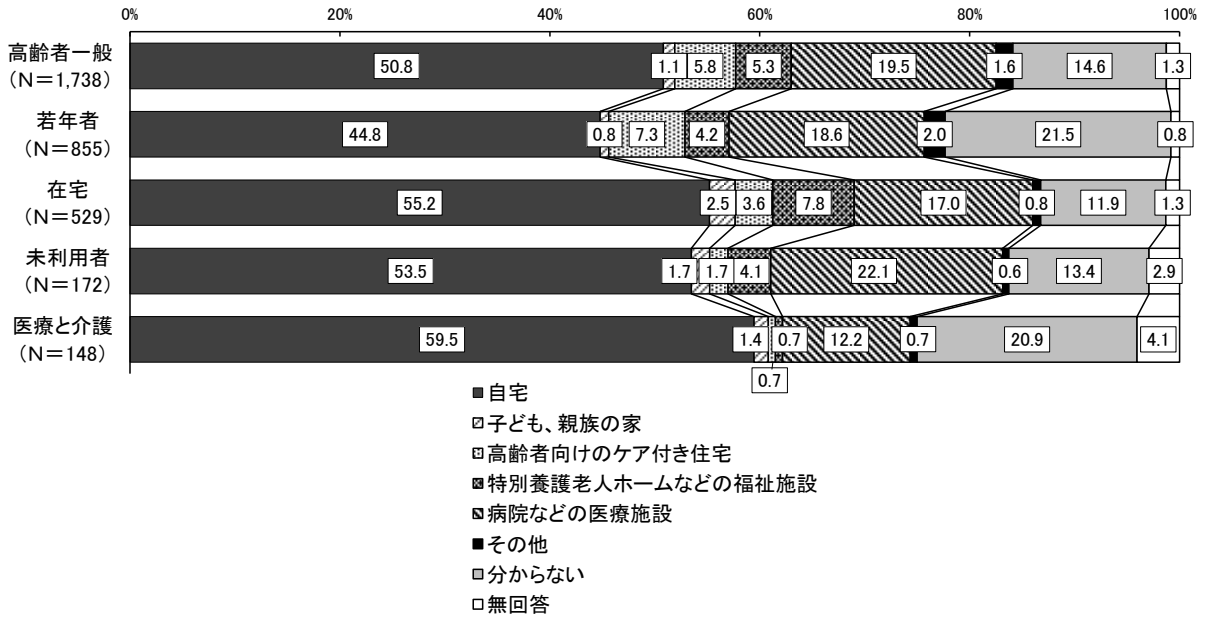 0% 20% 40% 60% 80% 100%
高齢者一般
（N＝1,738）
50.8 1.1 5.8 5.3 19.5 1.6 14.6 1.3
若年者
（N＝855）
44.8 0.8 7.3 4.2 18.6 2.0 21.5 0.8
在宅
（N＝529）
55.2 2.5 3.6 7.8 17.0 0.8 11.9 1.3
未利用者
（N＝172）
53.5 1.7 1.7 4.1 22.1 0.6 13.4 2.9
医療と介護
（N＝148）
59.5 1.4 0.7 12.2 0.7 20.9 4.1
0.7
自宅
子ども、親族の家
高齢者向けのケア付き住宅
特別養護老人ホームなどの福祉施設
病院などの医療施設
その他
分からない
無回答